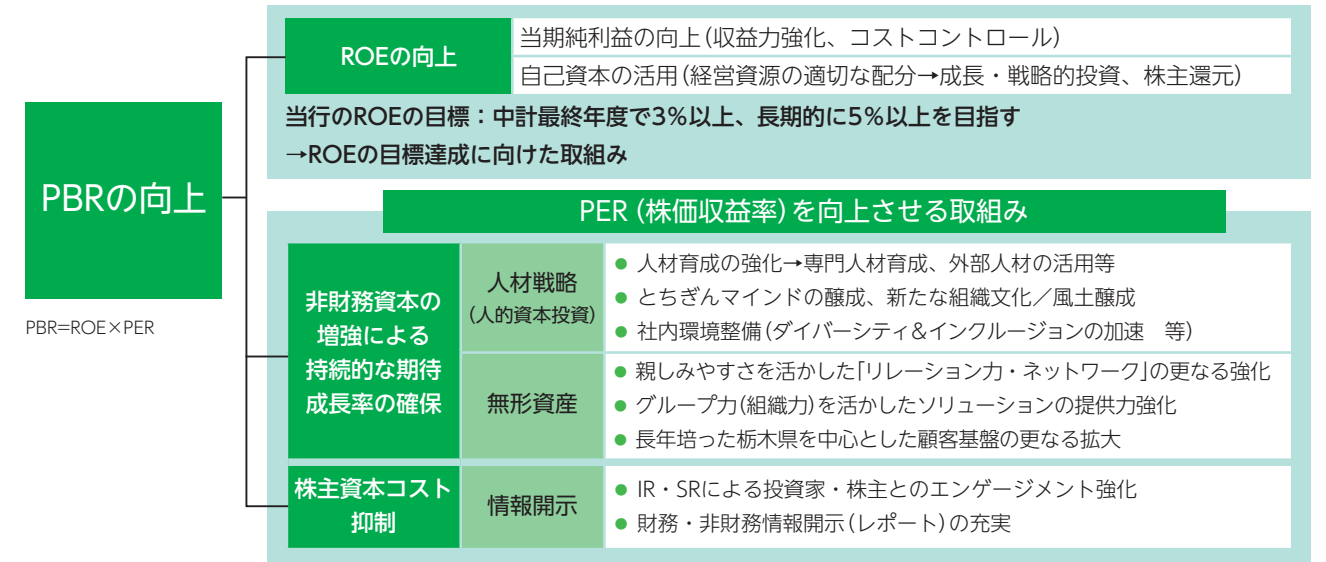 PBRの向上
PBR=ROE×PER
ROEの向上
当期純利益の向上(収益力強化、コストコントロール)
自己資本の活用(経営資源の適切な配分→成長・戦略的投資、株主還元)
当行のROEの目標：中計最終年度で3%以上、長期的に5%以上を目指す
→ROEの目標達成に向けた取組み
PER(株価収益率)を向上させる取組み
非財務資本の
増強による
持続的な期待
成長率の確保
人材戦略
(人的資本投資)
● 人材育成の強化→専門人材育成、外部人材の活用等
● とちぎんマインドの醸成、新たな組織文化／風土醸成
● 社内環境整備(ダイバーシティ&インクルージョンの加速　等)
無形資産
● 親しみやすさを活かした「リレーション力・ネットワーク」の更なる強化
● グループ力(組織力)を活かしたソリューションの提供力強化
● 長年培った栃木県を中心とした顧客基盤の更なる拡大
株主資本コスト
抑制
情報開示
● IR・SRによる投資家・株主とのエンゲージメント強化
● 財務・非財務情報開示(レポート)の充実